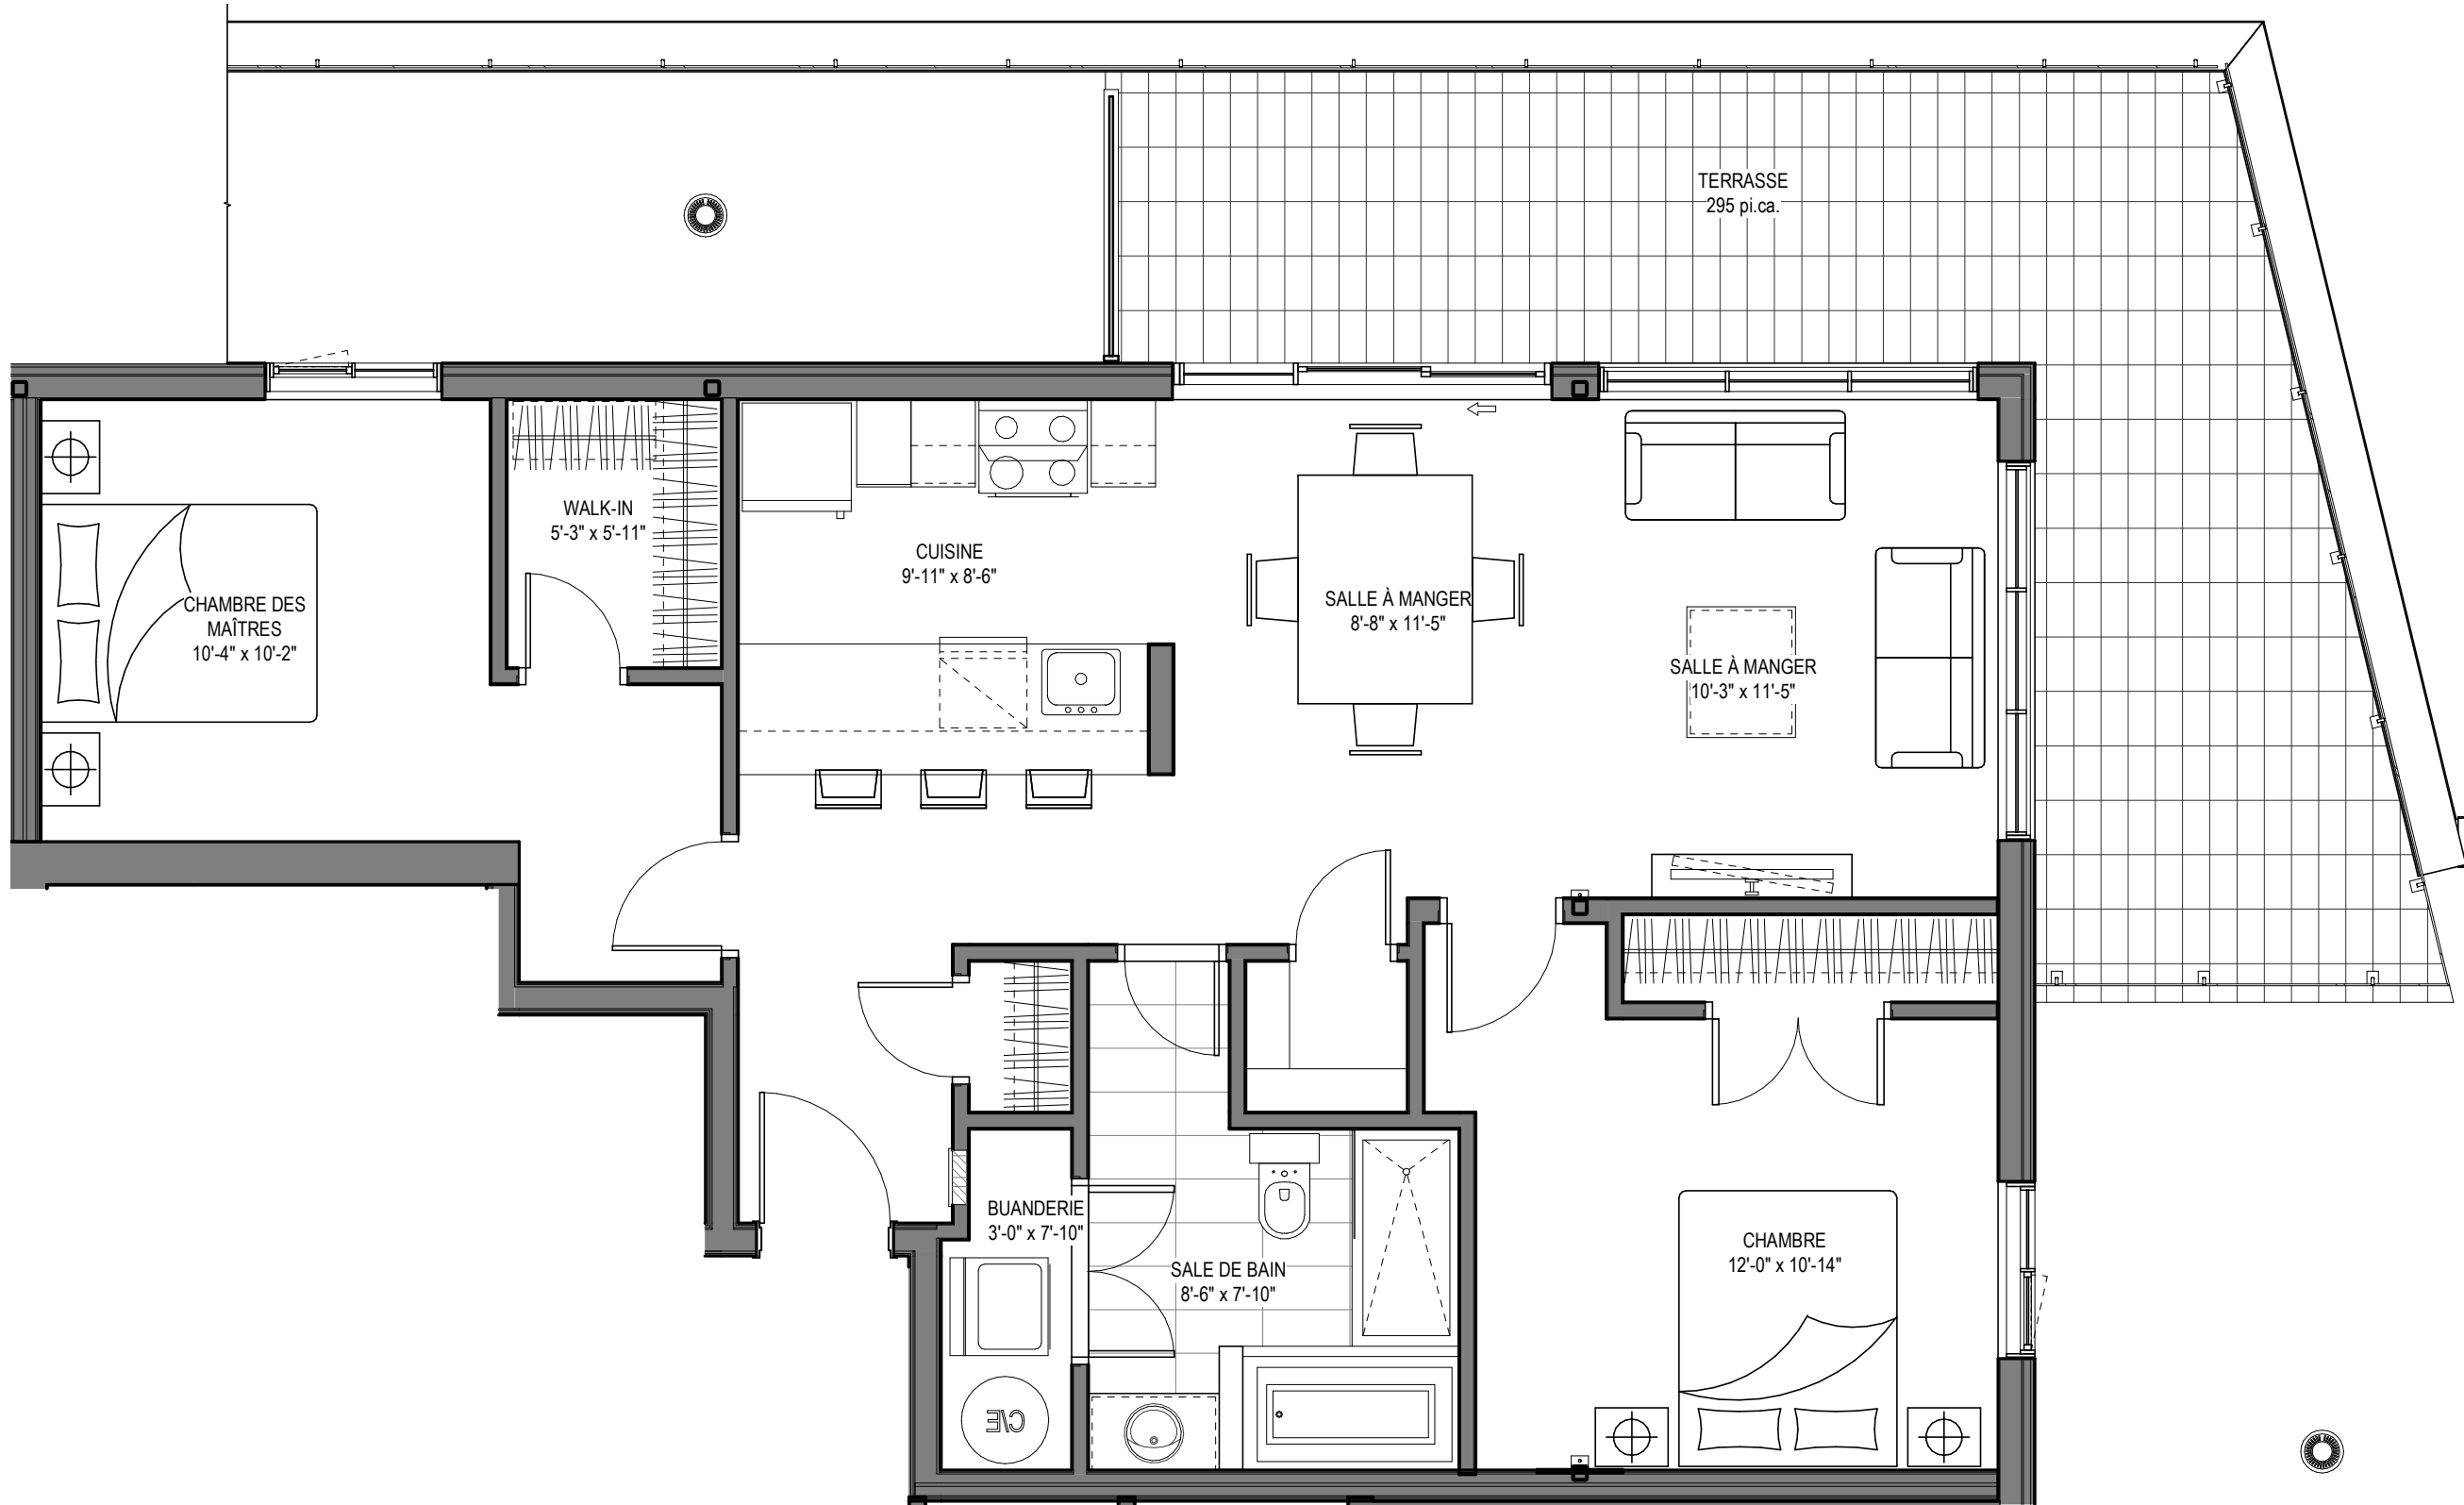 TERRASSE
295 pi.ca.
WALK-IN
5'-3" x 5'-11"
CUISINE
9'-11" x 8'-6"
CHAMBRE DES
MAÎTRES
10'-4" x 10'-2"
SALLE À MANGER
8'-8" x 11'-5"
SALLE À MANGER
10'-3" x 11'-5"
BUANDERIE
3'-0" x 7'-10"
SALE DE BAIN
8'-6" x 7'-10"
CHAMBRE
12'-0" x 10'-14"
C/E